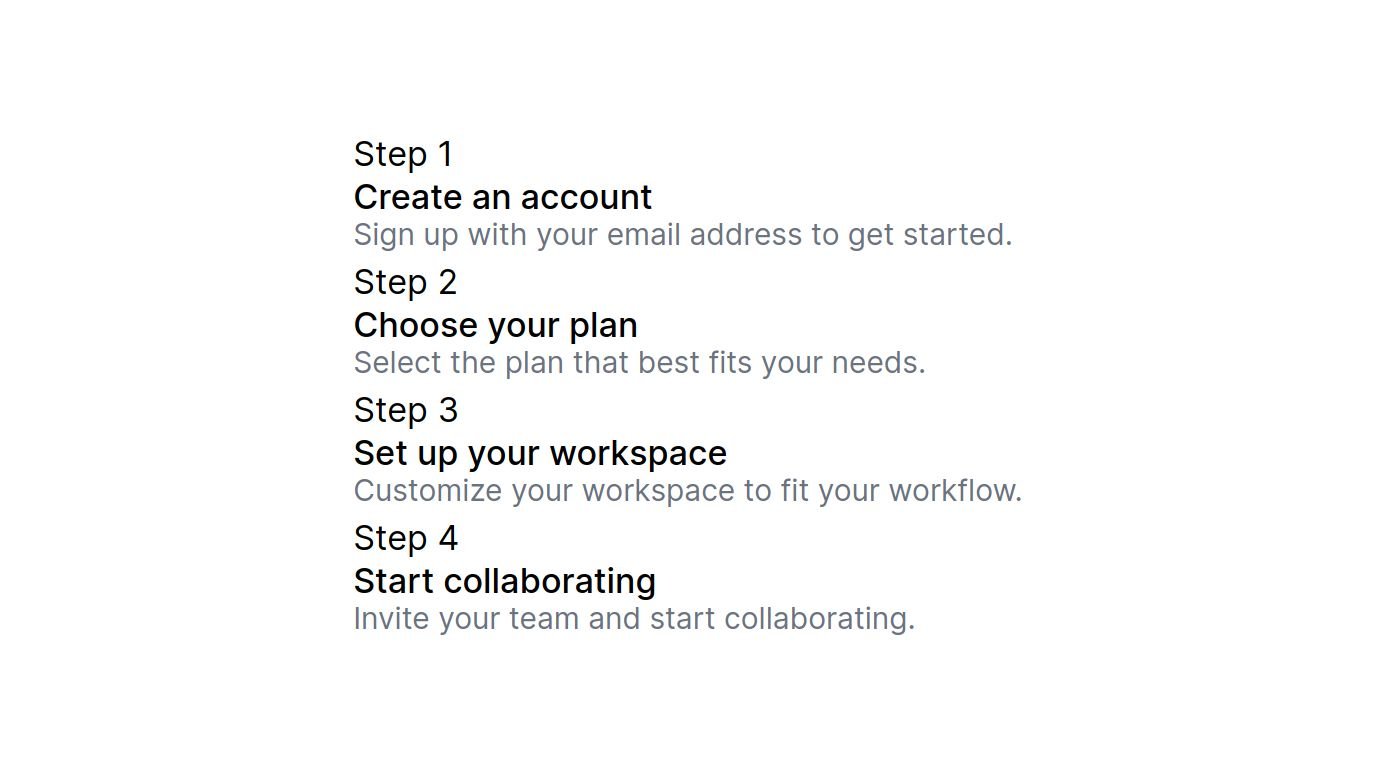 Step 1
Create an account
Sign up with your email address to get started.
Step 2
Choose your plan
Select the plan that best fits your needs.
Step 3
Set up your workspace
Customize your workspace to fit your workflow.
Step 4
Start collaborating
Invite your team and start collaborating.